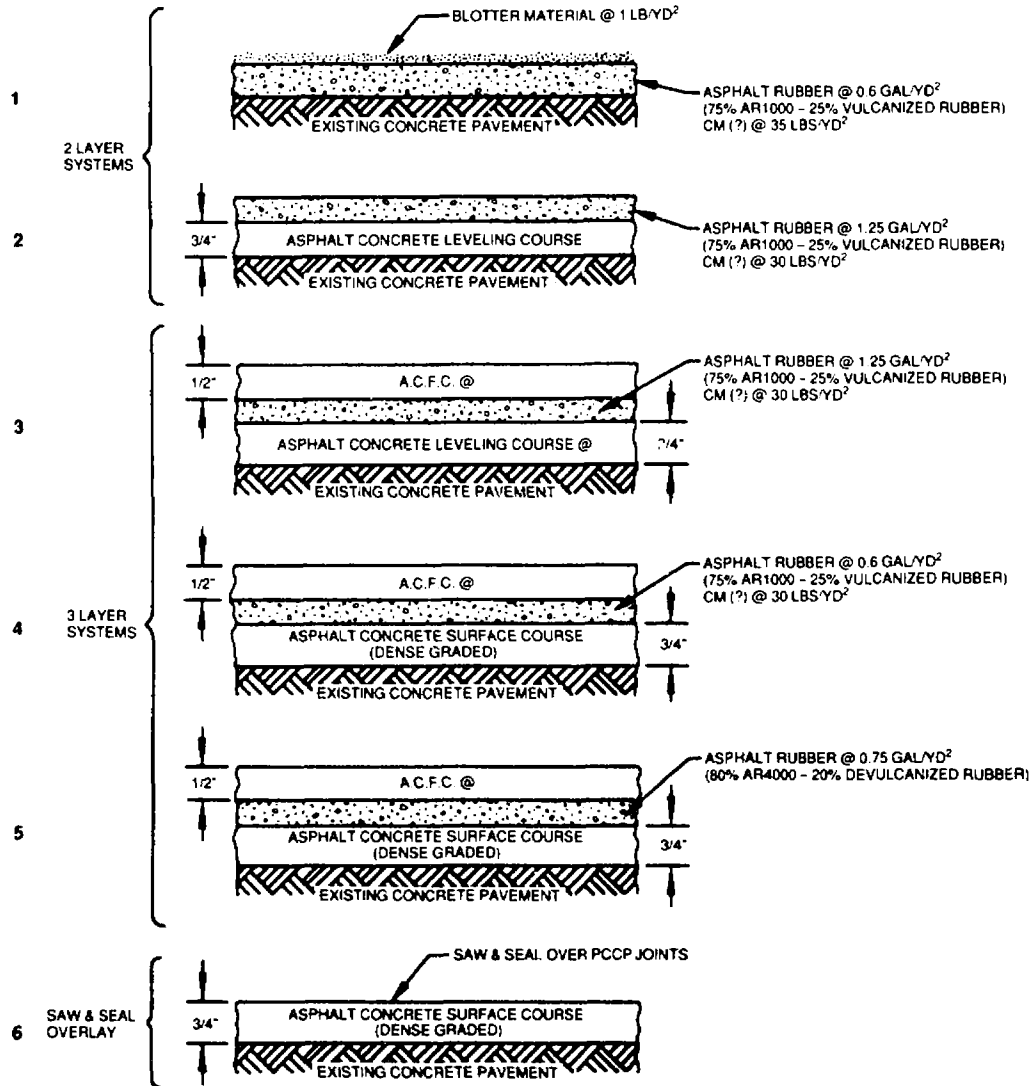 BLOTTER MATERIAL @ 1 LB/YD²
1
2 LAYER
SYSTEMS
ASPHALT RUBBER @ 0.6 GAL/YD²
(75% AR1000 – 25% VULCANIZED RUBBER)
CM (?) @ 35 LBS/YD²
EXISTING CONCRETE PAVEMENT
2
3/4"
ASPHALT CONCRETE LEVELING COURSE
ASPHALT RUBBER @ 1.25 GAL/YD²
(75% AR1000 – 25% VULCANIZED RUBBER)
CM (?) @ 30 LBS/YD²
EXISTING CONCRETE PAVEMENT
3
3 LAYER
SYSTEMS
1/2"
A.C.F.C. @
ASPHALT RUBBER @ 1.25 GAL/YD²
(75% AR1000 – 25% VULCANIZED RUBBER)
CM (?) @ 30 LBS/YD²
ASPHALT CONCRETE LEVELING COURSE @
3/4"
EXISTING CONCRETE PAVEMENT
4
1/2"
A.C.F.C. @
ASPHALT RUBBER @ 0.6 GAL/YD²
(75% AR1000 – 25% VULCANIZED RUBBER)
CM (?) @ 30 LBS/YD²
ASPHALT CONCRETE SURFACE COURSE
(DENSE GRADED)
3/4"
EXISTING CONCRETE PAVEMENT
5
1/2"
A.C.F.C. @
ASPHALT RUBBER @ 0.75 GAL/YD²
(80% AR4000 – 20% DEVULCANIZED RUBBER)
ASPHALT CONCRETE SURFACE COURSE
(DENSE GRADED)
3/4"
EXISTING CONCRETE PAVEMENT
6
SAW & SEAL
OVERLAY
SAW & SEAL OVER PCCP JOINTS
3/4"
ASPHALT CONCRETE SURFACE COURSE
(DENSE GRADED)
EXISTING CONCRETE PAVEMENT